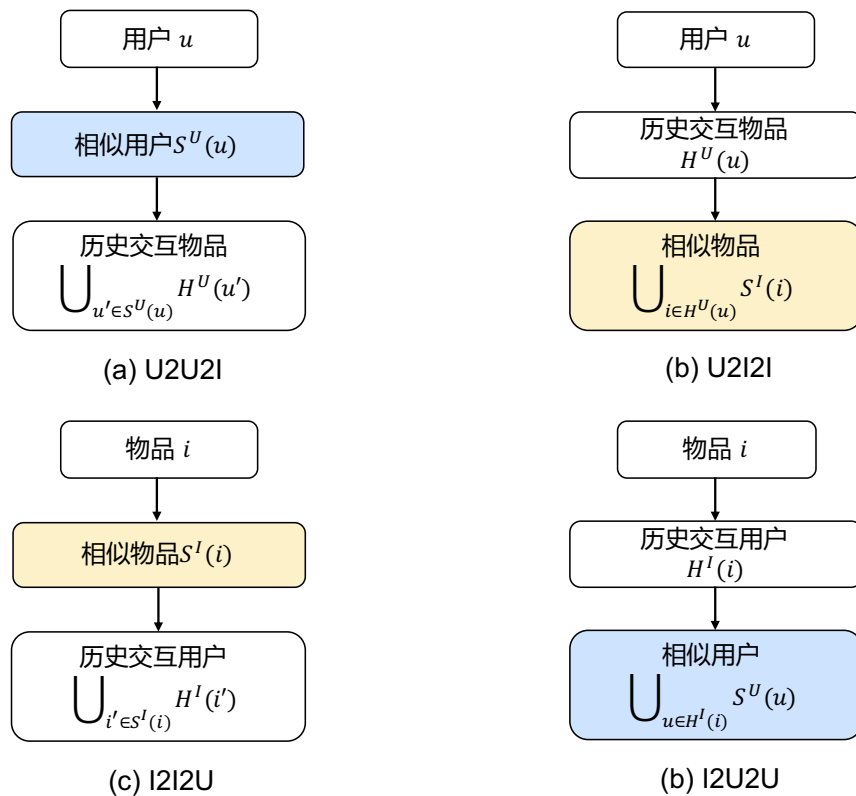 用户 u
相似用户S^U(u)
历史交互物品
⋃_{u′∈S^U(u)} H^U(u′)
(a) U2U2I
用户 u
历史交互物品
H^U(u)
相似物品
⋃_{i∈H^U(u)} S^I(i)
(b) U2I2I
物品 i
相似物品S^I(i)
历史交互用户
⋃_{i′∈S^I(i)} H^I(i′)
(c) I2I2U
物品 i
历史交互用户
H^I(i)
相似用户
⋃_{u∈H^I(i)} S^U(u)
(b) I2U2U